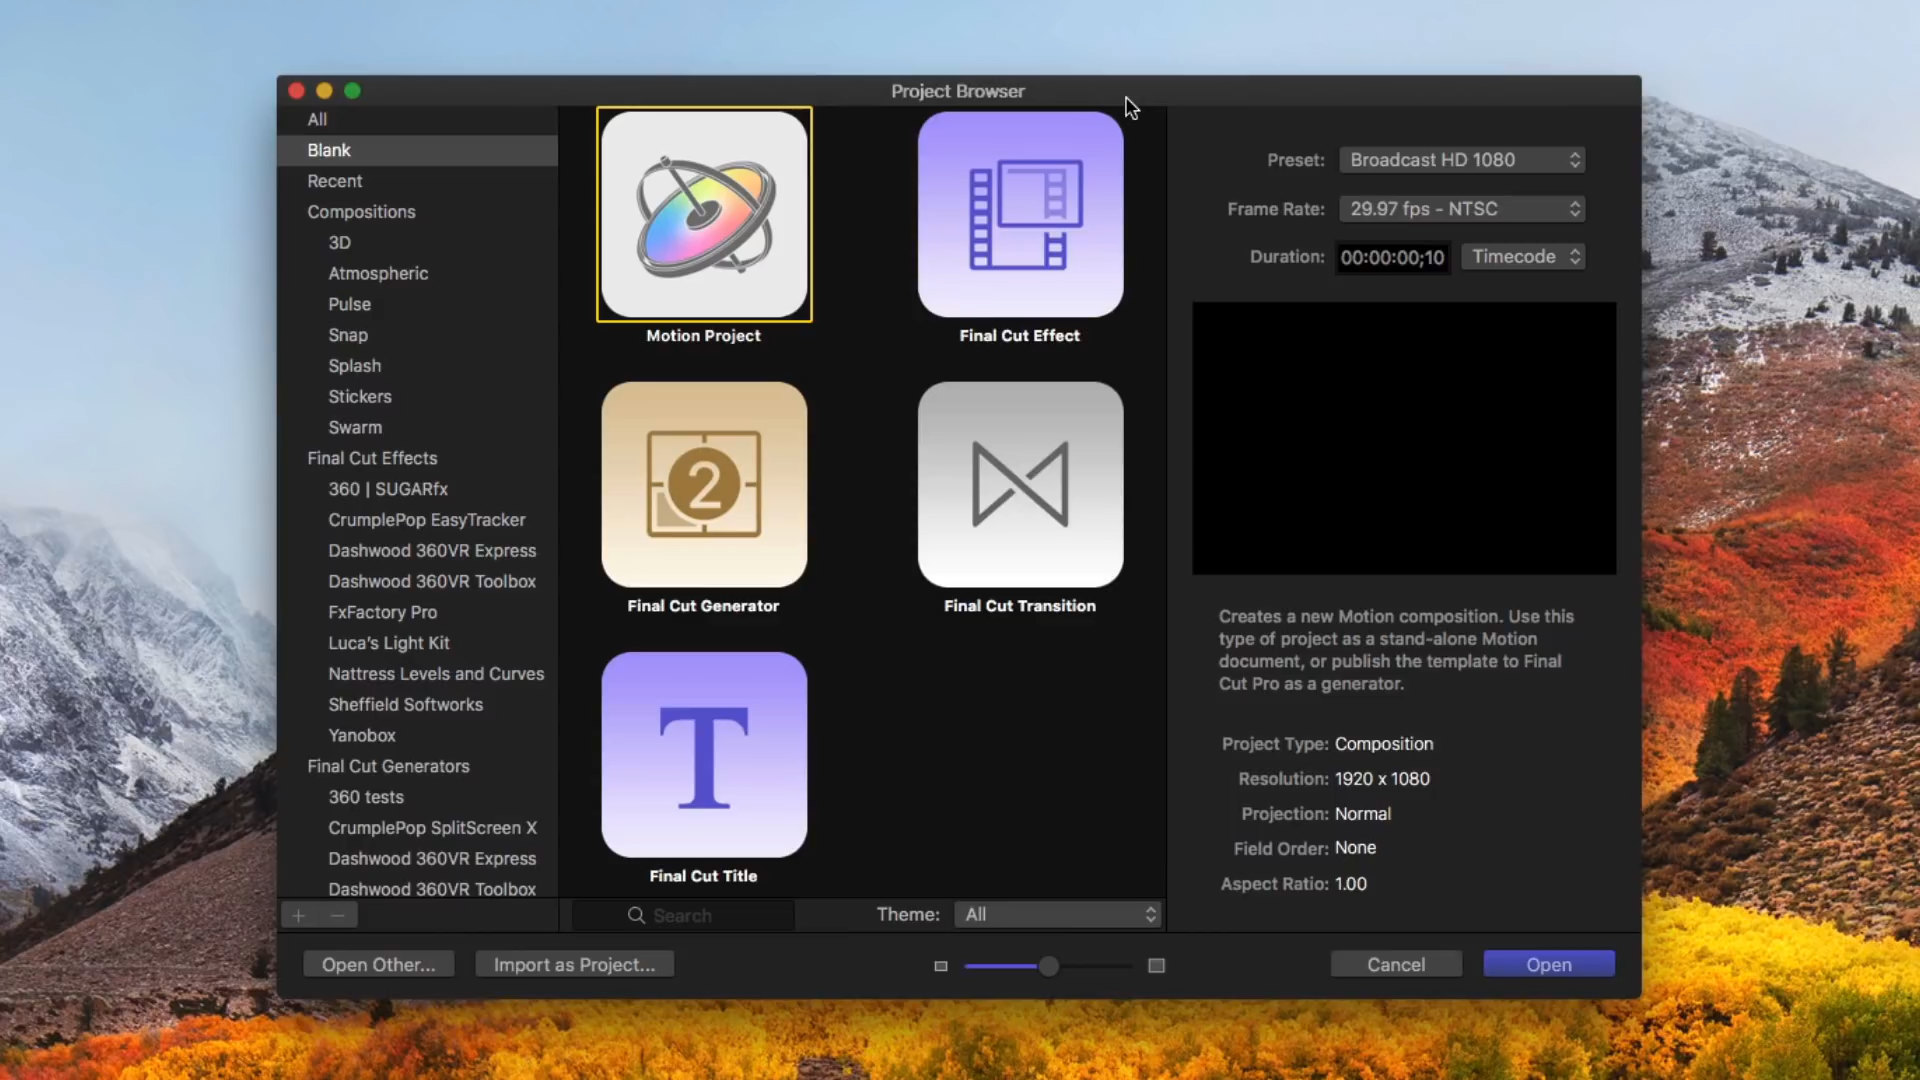 Project Browser
All
Blank
Recent
Compositions
3D
Atmospheric
Pulse
Snap
Splash
Stickers
Swarm
Final Cut Effects
360 | SUGARfx
CrumplePop EasyTracker
Dashwood 360VR Express
Dashwood 360VR Toolbox
FxFactory Pro
Luca's Light Kit
Nattress Levels and Curves
Sheffield Softworks
Yanobox
Final Cut Generators
360 tests
CrumplePop SplitScreen X
Dashwood 360VR Express
Dashwood 360VR Toolbox
Motion Project
Final Cut Effect
2
Final Cut Generator
Final Cut Transition
T
Final Cut Title
Search
Theme: All
Preset: Broadcast HD 1080
Frame Rate: 29.97 fps - NTSC
Duration: 00:00:00;10 Timecode
Creates a new Motion composition. Use this
type of project as a stand-alone Motion
document, or publish the template to Final
Cut Pro as a generator.
Project Type: Composition
Resolution: 1920 x 1080
Projection: Normal
Field Order: None
Aspect Ratio: 1.00
Open Other...
Import as Project...
Cancel
Open